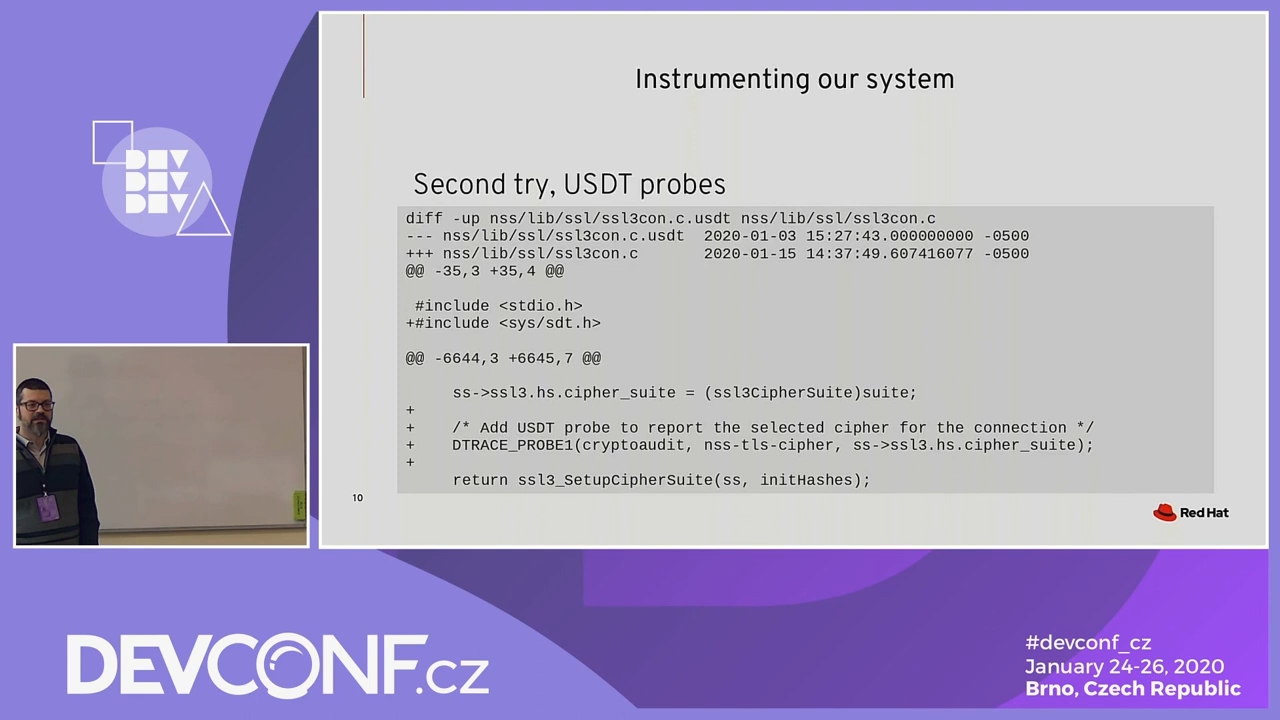 DEV
DEV
DEV
Instrumenting our system
Second try, USDT probes
diff -up nss/lib/ssl/ssl3con.c.usdt nss/lib/ssl/ssl3con.c
--- nss/lib/ssl/ssl3con.c.usdt  2020-01-03 15:27:43.000000000 -0500
+++ nss/lib/ssl/ssl3con.c       2020-01-15 14:37:49.607416077 -0500
@@ -35,3 +35,4 @@
 #include <stdio.h>
+#include <sys/sdt.h>
@@ -6644,3 +6645,7 @@
     ss->ssl3.hs.cipher_suite = (ssl3CipherSuite)suite;
+
+    /* Add USDT probe to report the selected cipher for the connection */
+    DTRACE_PROBE1(cryptoaudit, nss-tls-cipher, ss->ssl3.hs.cipher_suite);
+
     return ssl3_SetupCipherSuite(ss, initHashes);
10
Red Hat
DEVCONF.cz
#devconf_cz
January 24-26, 2020
Brno, Czech Republic